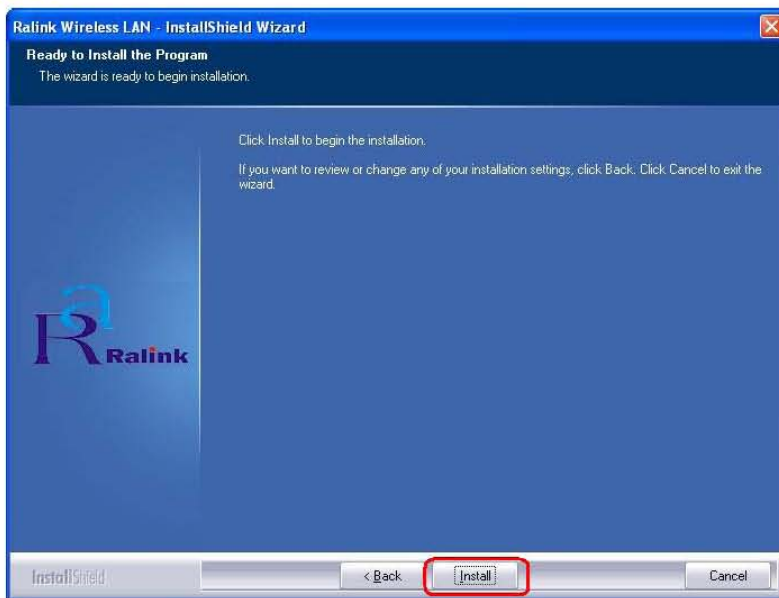 Ralink Wireless LAN - InstallShield Wizard
Ready to Install the Program
The wizard is ready to begin installation.
Click Install to begin the installation.
If you want to review or change any of your installation settings, click Back. Click Cancel to exit the
wizard.
Ra
Ralink
InstallShield
< Back
Install
Cancel